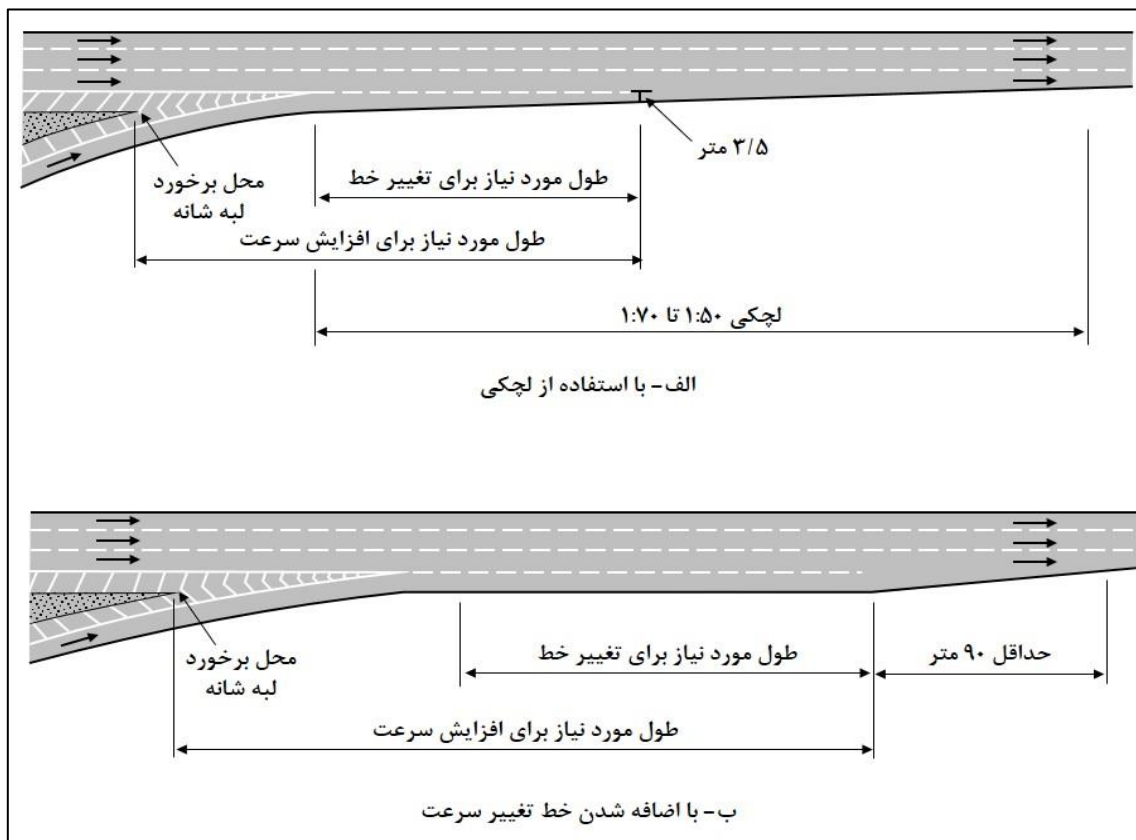 ۳/۵ متر
محل برخورد
لبه شانه
طول مورد نیاز برای تغییر خط
طول مورد نیاز برای افزایش سرعت
لچکی ۱:۵۰ تا ۱:۷۰
الف- با استفاده از لچکی
محل برخورد
لبه شانه
طول مورد نیاز برای تغییر خط
حداقل ۹۰ متر
طول مورد نیاز برای افزایش سرعت
ب- با اضافه شدن خط تغییر سرعت